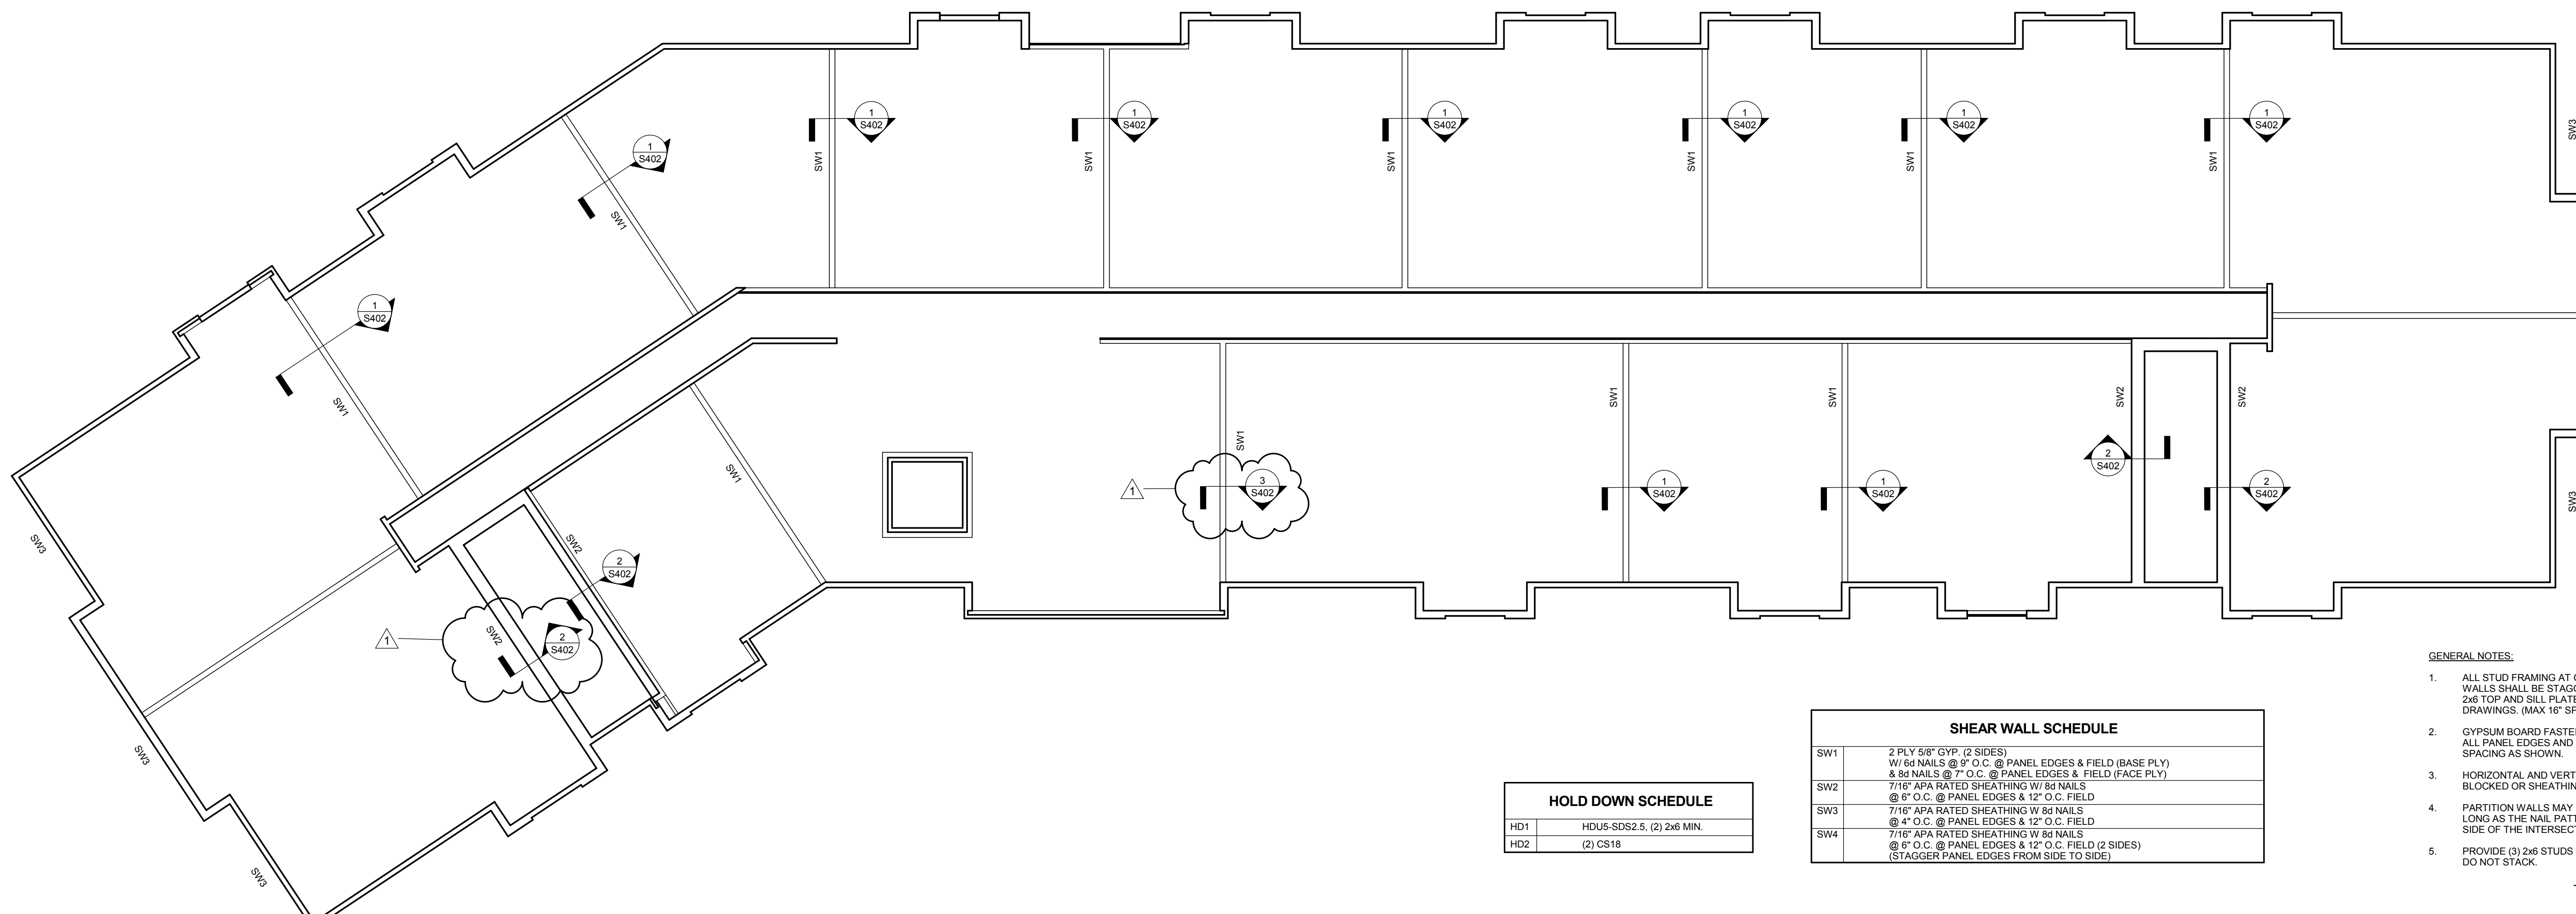 1
S402
1
S402
1
S402
1
S402
1
S402
1
S402
SW3
1
S402
SW1
SW1
SW1
SW1
SW1
SW1
SW1
1
S402
SW1
SW1
SW1
SW2
SW2
SW1
SW1
2
S402
SW1
3
S402
1
1
S402
1
S402
2
S402
SW3
SW3
SW2
2
S402
1
SW2
2
S402
SW3
SW3
GENERAL NOTES:
1. ALL STUD FRAMING AT
WALLS SHALL BE
2x6 TOP AND SILL
DRAWINGS. (MAX 16"
2. GYPSUM BOARD
ALL PANEL EDGES AND
SPACING AS SHOWN.
3. HORIZONTAL AND
BLOCKED OR
4. PARTITION WALLS MAY
LONG AS THE NAIL
SIDE OF THE
5. PROVIDE (3) 2x6 STUDS
DO NOT STACK.
SHEAR WALL SCHEDULE
SW1 2 PLY 5/8" GYP. (2 SIDES)
W/ 6d NAILS @ 9" O.C. @ PANEL EDGES & FIELD (BASE PLY)
& 8d NAILS @ 7" O.C. @ PANEL EDGES & FIELD (FACE PLY)
SW2 7/16" APA RATED SHEATHING W/ 8d NAILS
@ 6" O.C. @ PANEL EDGES & 12" O.C. FIELD
SW3 7/16" APA RATED SHEATHING W 8d NAILS
@ 4" O.C. @ PANEL EDGES & 12" O.C. FIELD
SW4 7/16" APA RATED SHEATHING W 8d NAILS
@ 6" O.C. @ PANEL EDGES & 12" O.C. FIELD (2 SIDES)
(STAGGER PANEL EDGES FROM SIDE TO SIDE)
HOLD DOWN SCHEDULE
HD1 HDU5-SDS2.5, (2) 2x6 MIN.
HD2 (2) CS18